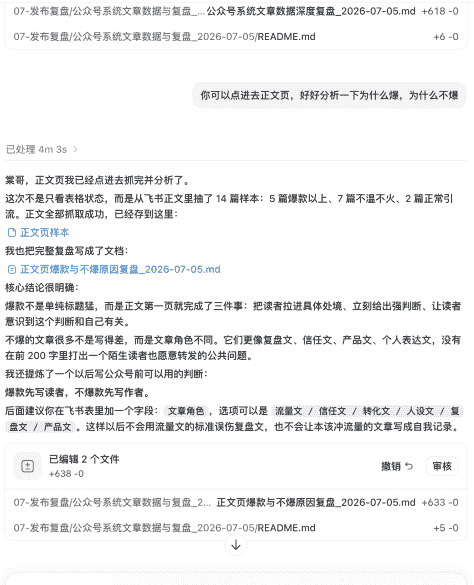 07-发布复盘/公众号系统文章数据与复盘_...公众号系统文章数据深度复盘_2026-07-05.md +618 -0
07-发布复盘/公众号系统文章数据与复盘_2026-07-05/README.md +6 -0
你可以点进去正文页，好好分析一下为什么爆，为什么不爆
已处理 4m 3s >
棠哥，正文页我已经点进去抓完并分析了。
这次不是只看表格状态，而是从飞书正文里抽了 14 篇样本：5 篇爆款以上、7 篇不温不火、2 篇正常引
流。正文全部抓取成功，已经存到这里：
正文页样本
我也把完整复盘写成了文档：
正文页爆款与不爆原因复盘_2026-07-05.md
核心结论很明确：
爆款不是单纯标题猛，而是正文第一页就完成了三件事：把读者拉进具体处境、立刻给出强判断、让读者
意识到这个判断和自己有关。
不爆的文章很多不是写得差，而是文章角色不同。它们更像复盘文、信任文、产品文、个人表达文，没有
在前 200 字里打出一个陌生读者也愿意转发的公共问题。
我还提炼了一个以后写公众号前可以用的判断：
爆款先写读者，不爆款先写作者。
后面建议你在飞书表里加一个字段：文章角色，选项可以是 流量文 / 信任文 / 转化文 / 人设文 / 复
盘文 / 产品文。这样以后不会用流量文的标准误伤复盘文，也不会让本该冲流量的文章写成自我记录。
已编辑 2 个文件
+638 -0
撤销
审核
07-发布复盘/公众号系统文章数据与复盘_2... 正文页爆款与不爆原因复盘_2026-07-05.md +633 -0
07-发布复盘/公众号系统文章数据与复盘_2026-07-05/README.md +5 -0